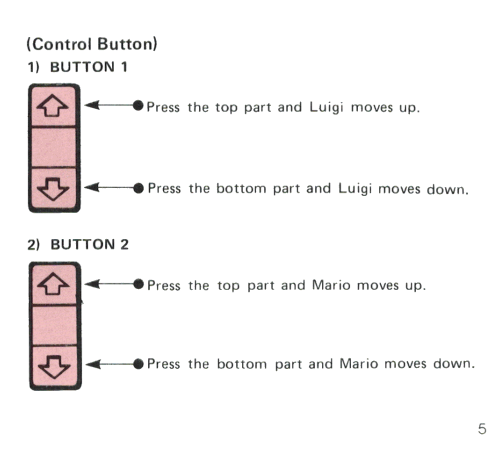 (Control Button)
1) BUTTON 1
Press the top part and Luigi moves up.
Press the bottom part and Luigi moves down.
2) BUTTON 2
Press the top part and Mario moves up.
Press the bottom part and Mario moves down.
5